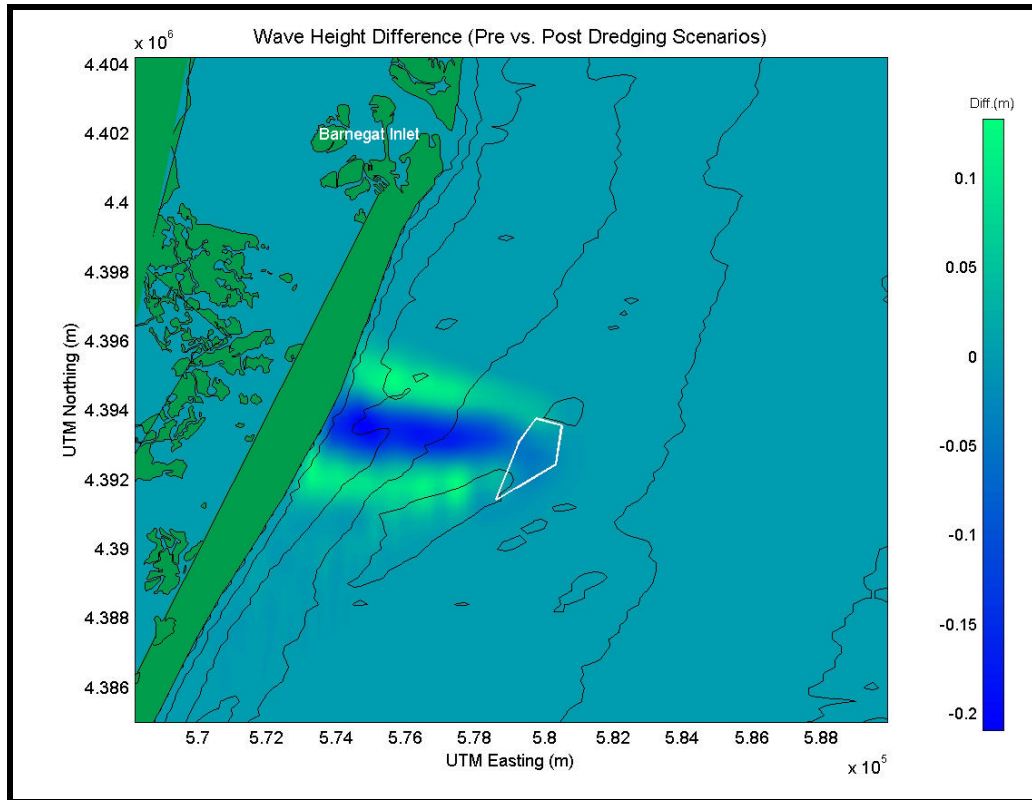 Wave Height Difference (Pre vs. Post Dredging Scenarios)
x 10^6
4.404
4.402
4.4
4.398
4.396
4.394
4.392
4.39
4.388
4.386
UTM Northing (m)
Barnegat Inlet
5.7 5.72 5.74 5.76 5.78 5.8 5.82 5.84 5.86 5.88
UTM Easting (m)
x 10^5
Diff.(m)
0.1
0.05
0
-0.05
-0.1
-0.15
-0.2